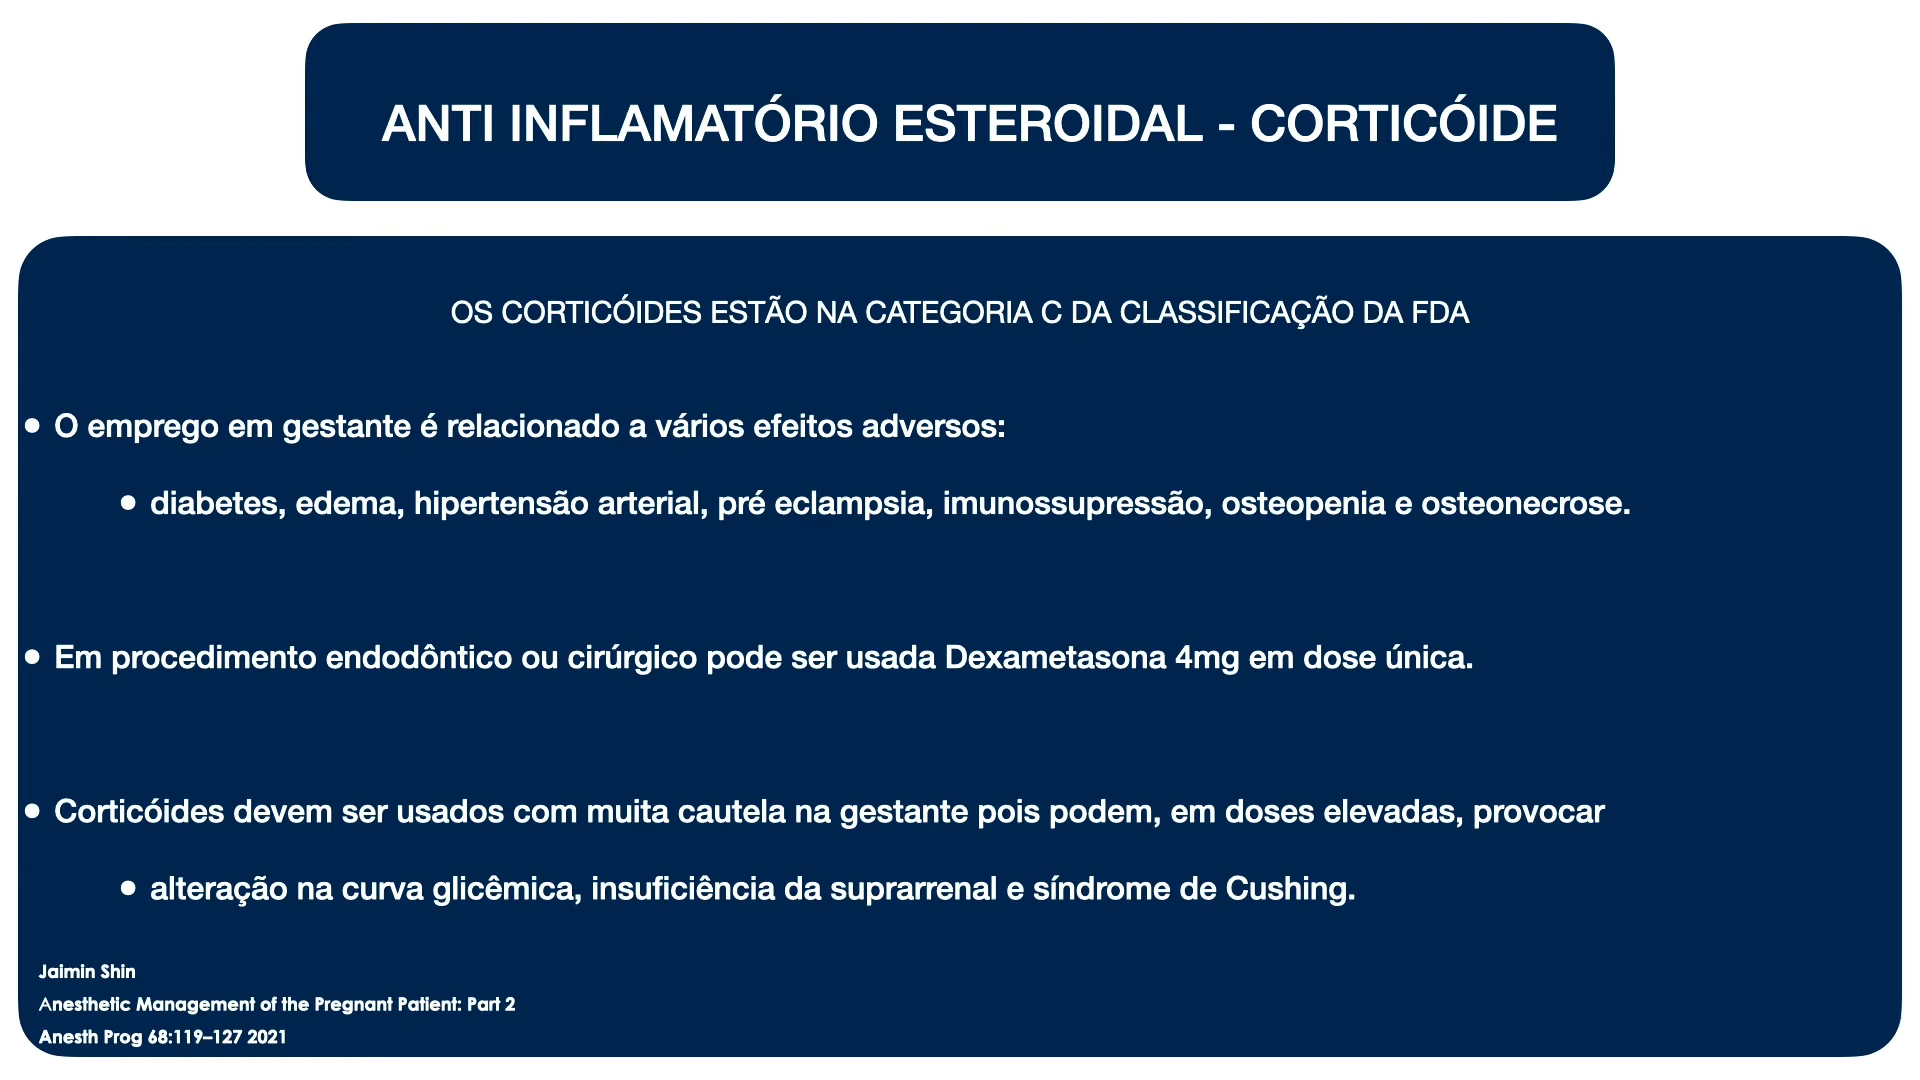 ANTI INFLAMATÓRIO ESTEROIDAL - CORTICÓIDE
OS CORTICÓIDES ESTÃO NA CATEGORIA C DA CLASSIFICAÇÃO DA FDA
• O emprego em gestante é relacionado a vários efeitos adversos:
• diabetes, edema, hipertensão arterial, pré eclampsia, imunossupressão, osteopenia e osteonecrose.
• Em procedimento endodôntico ou cirúrgico pode ser usada Dexametasona 4mg em dose única.
• Corticóides devem ser usados com muita cautela na gestante pois podem, em doses elevadas, provocar
• alteração na curva glicêmica, insuficiência da suprarrenal e síndrome de Cushing.
Jaimin Shin
Anesthetic Management of the Pregnant Patient: Part 2
Anesth Prog 68:119–127 2021